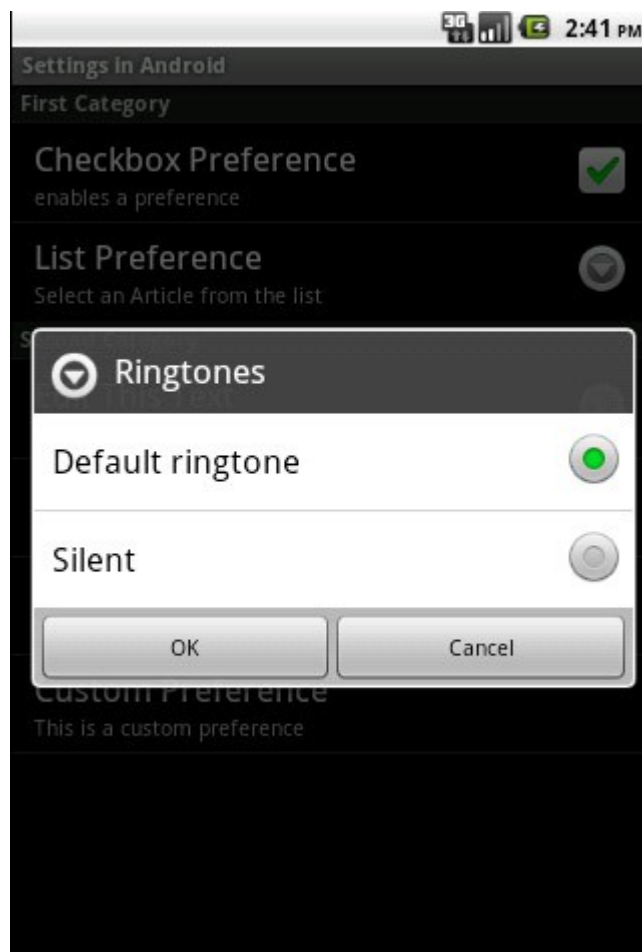 3G 2:41 PM
Settings in Android
First Category
Checkbox Preference
enables a preference
List Preference
Select an Article from the list
Ringtones
Default ringtone
Silent
OK Cancel
Custom Preference
This is a custom preference